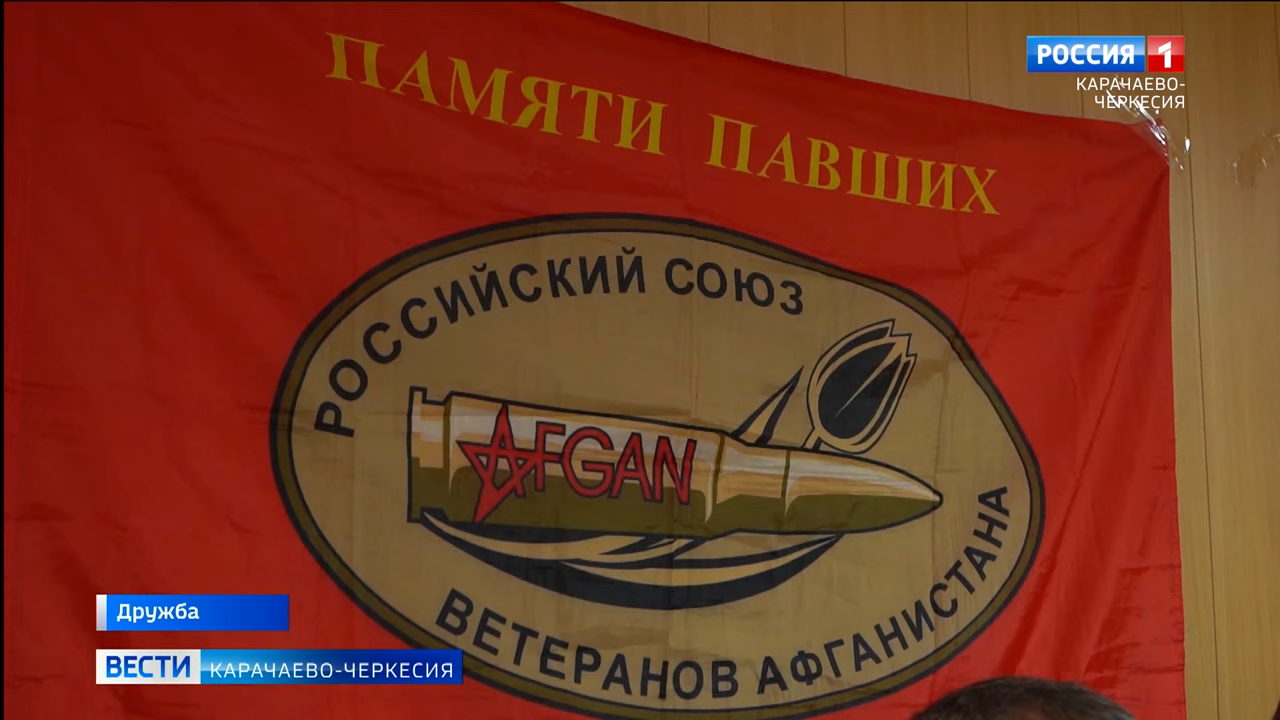 ПАМЯТИ ПАВШИХ
РОССИЯ 1
КАРАЧАЕВО-
ЧЕРКЕСИЯ
РОССИЙСКИЙ СОЮЗ
AFGAN
ВЕТЕРАНОВ АФГАНИСТАНА
Дружба
ВЕСТИ КАРАЧАЕВО-ЧЕРКЕСИЯ